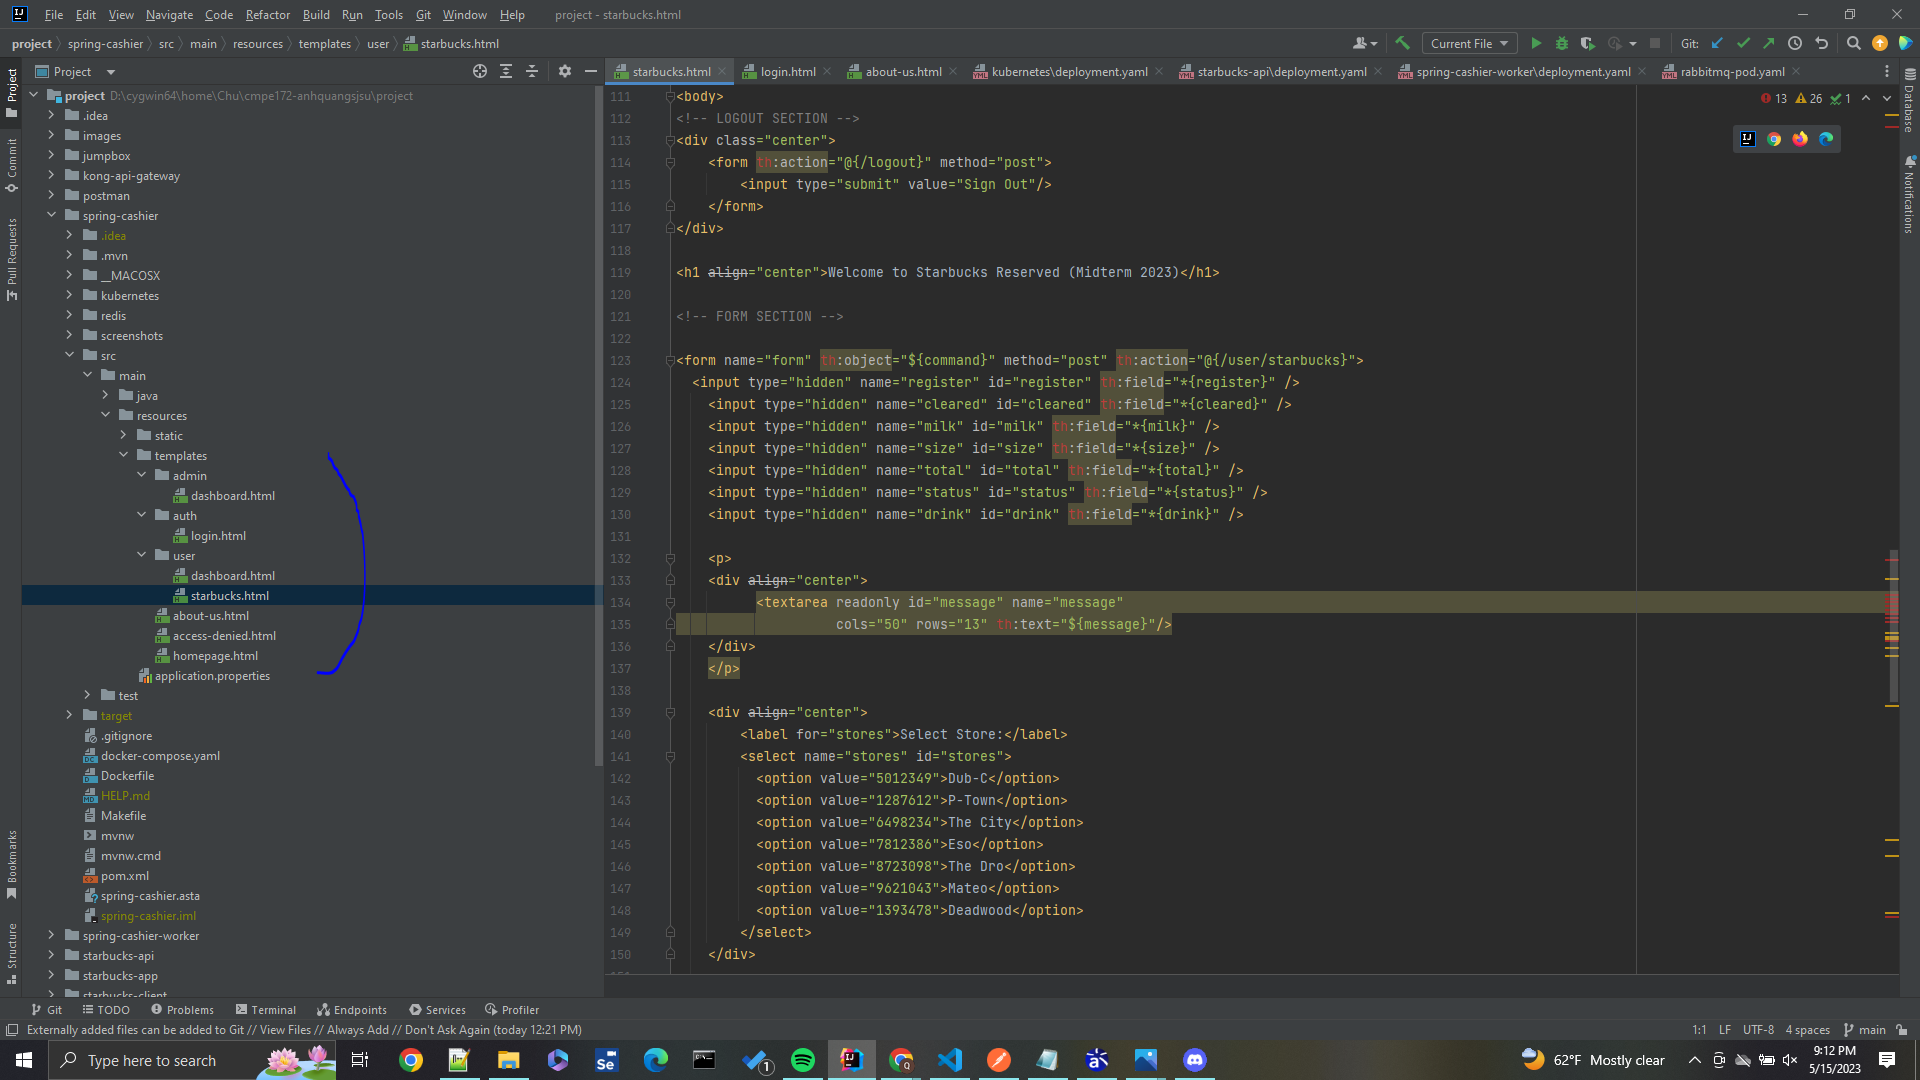 File Edit View Navigate Code Refactor Build Run Tools Git Window Help project - starbucks.html
project spring-cashier src main resources templates user starbucks.html Current File Git:
Project starbucks.html login.html about-us.html kubernetes\deployment.yaml starbucks-api\deployment.yaml spring-cashier-worker\deployment.yaml rabbitmq-pod.yaml
Project
Commit
Pull Requests
Bookmarks
Structure
project D:\cygwin64\home\Chu\cmpe172-anhquangsjsu\project
.idea
images
jumpbox
kong-api-gateway
postman
spring-cashier
.idea
.mvn
__MACOSX
kubernetes
redis
screenshots
src
main
java
resources
static
templates
admin
dashboard.html
auth
login.html
user
dashboard.html
starbucks.html
about-us.html
access-denied.html
homepage.html
application.properties
test
target
.gitignore
docker-compose.yaml
Dockerfile
HELP.md
Makefile
mvnw
mvnw.cmd
pom.xml
spring-cashier.asta
spring-cashier.iml
spring-cashier-worker
starbucks-api
starbucks-app
starbucks-client
13 26 1
111 <body>
112 <!-- LOGOUT SECTION -->
113 <div class="center">
114 <form th:action="@{/logout}" method="post">
115 <input type="submit" value="Sign Out"/>
116 </form>
117 </div>
118
119 <h1 align="center">Welcome to Starbucks Reserved (Midterm 2023)</h1>
120
121 <!-- FORM SECTION -->
122
123 <form name="form" th:object="${command}" method="post" th:action="@{/user/starbucks}">
124 <input type="hidden" name="register" id="register" th:field="*{register}" />
125 <input type="hidden" name="cleared" id="cleared" th:field="*{cleared}" />
126 <input type="hidden" name="milk" id="milk" th:field="*{milk}" />
127 <input type="hidden" name="size" id="size" th:field="*{size}" />
128 <input type="hidden" name="total" id="total" th:field="*{total}" />
129 <input type="hidden" name="status" id="status" th:field="*{status}" />
130 <input type="hidden" name="drink" id="drink" th:field="*{drink}" />
131
132 <p>
133 <div align="center">
134 <textarea readonly id="message" name="message"
135 cols="50" rows="13" th:text="${message}"/>
136 </div>
137 </p>
138
139 <div align="center">
140 <label for="stores">Select Store:</label>
141 <select name="stores" id="stores">
142 <option value="5012349">Dub-C</option>
143 <option value="1287612">P-Town</option>
144 <option value="6498234">The City</option>
145 <option value="7812386">Eso</option>
146 <option value="8723098">The Dro</option>
147 <option value="9621043">Mateo</option>
148 <option value="1393478">Deadwood</option>
149 </select>
150 </div>
Database
Notifications
Git TODO Problems Terminal Endpoints Services Profiler
Externally added files can be added to Git // View Files // Always Add // Don't Ask Again (today 12:21 PM) 1:1 LF UTF-8 4 spaces main
Type here to search 1 62°F Mostly clear 9:12 PM
5/15/2023